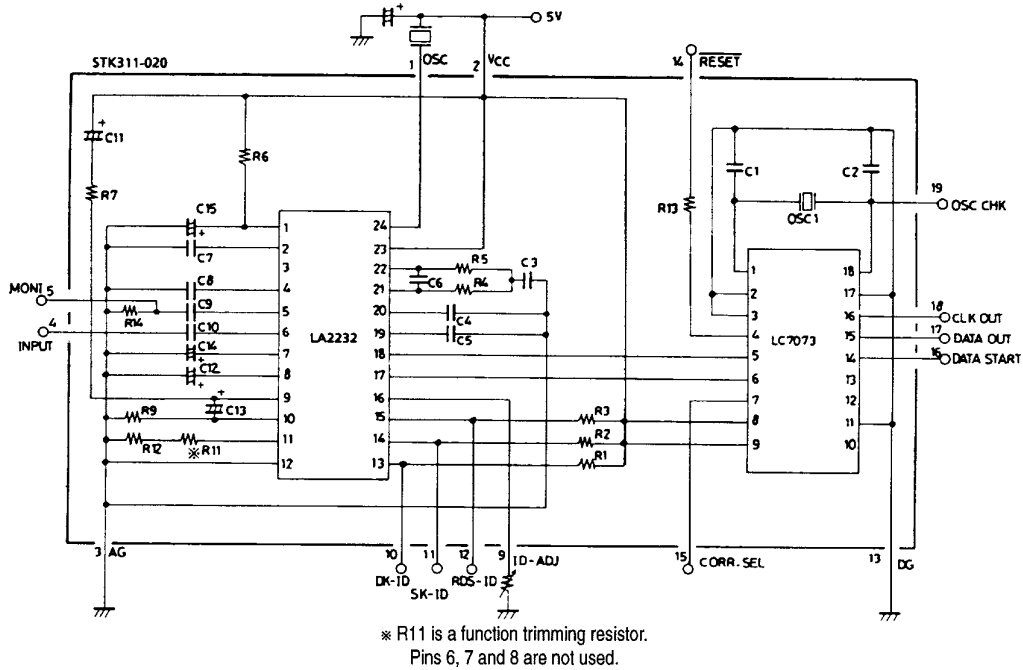 5V
STK311-020
1 OSC
2 VCC
14 RESET
C11
R6
R7
C15
C7
C8
C9
R14
C10
C14
C12
C13
R9
R12
※ R11
MONI 5
4
INPUT
LA2232
1
2
3
4
5
6
7
8
9
10
11
12
24
23
22
21
20
19
18
17
16
15
14
13
R5
R4
C6
C3
C4
C5
R3
R2
R1
R13
C1
C2
OSC1
19
OSC CHK
LC7073
1
2
3
4
5
6
7
8
9
18
17
16
15
14
13
12
11
10
18 CLK OUT
17 DATA OUT
16 DATA START
3 AG
10 DK-ID
11 SK-ID
12 RDS-ID
9 ID-ADJ
15 CORR.SEL
13 DG
※ R11 is a function trimming resistor.
Pins 6, 7 and 8 are not used.